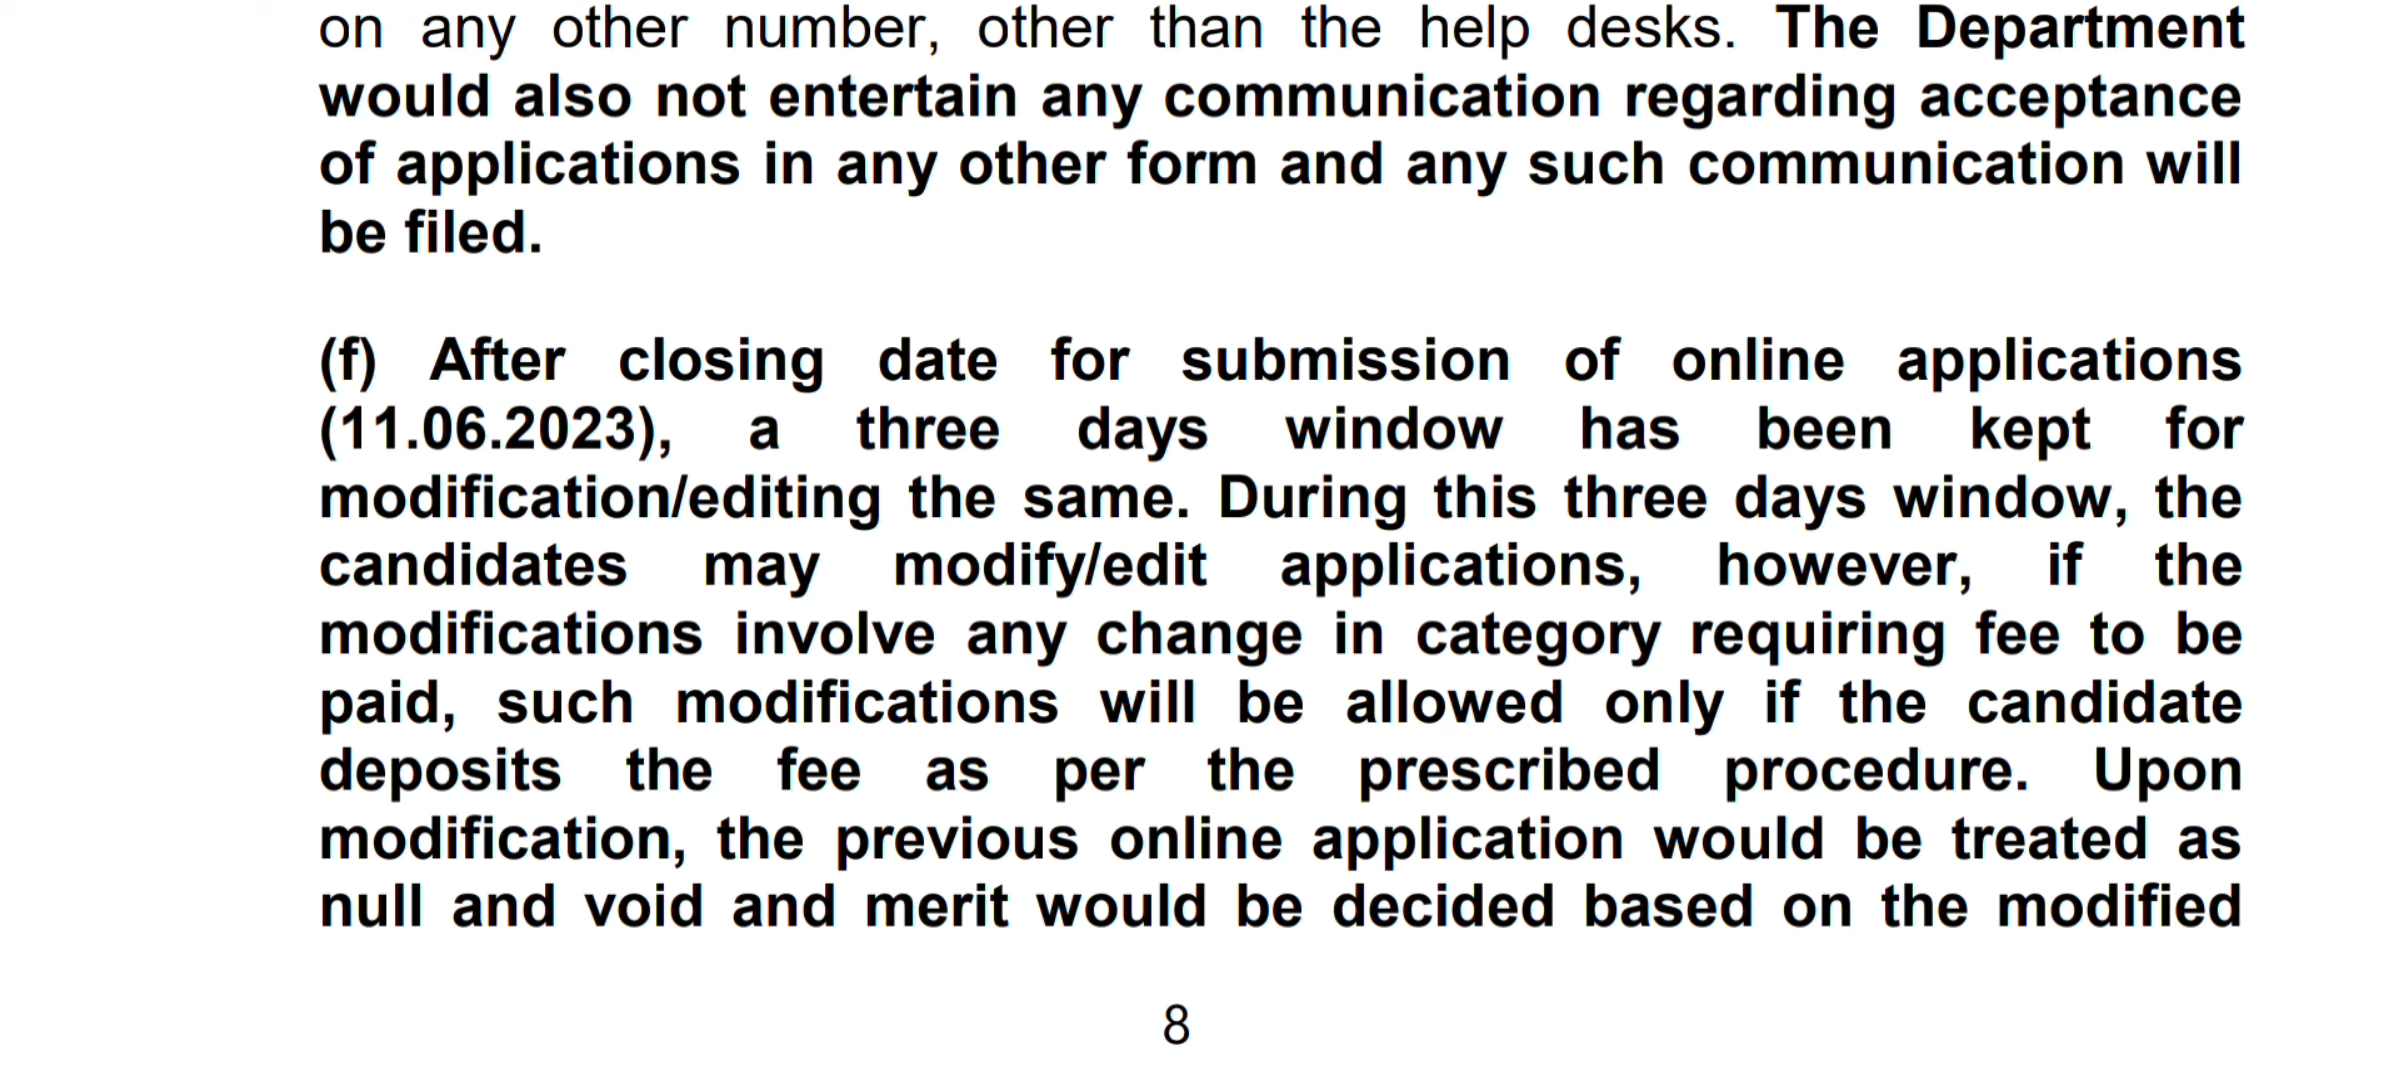 on any other number, other than the help desks. The Department
would also not entertain any communication regarding acceptance
of applications in any other form and any such communication will
be filed.
(f) After closing date for submission of online applications
(11.06.2023), a three days window has been kept for
modification/editing the same. During this three days window, the
candidates may modify/edit applications, however, if the
modifications involve any change in category requiring fee to be
paid, such modifications will be allowed only if the candidate
deposits the fee as per the prescribed procedure. Upon
modification, the previous online application would be treated as
null and void and merit would be decided based on the modified
8